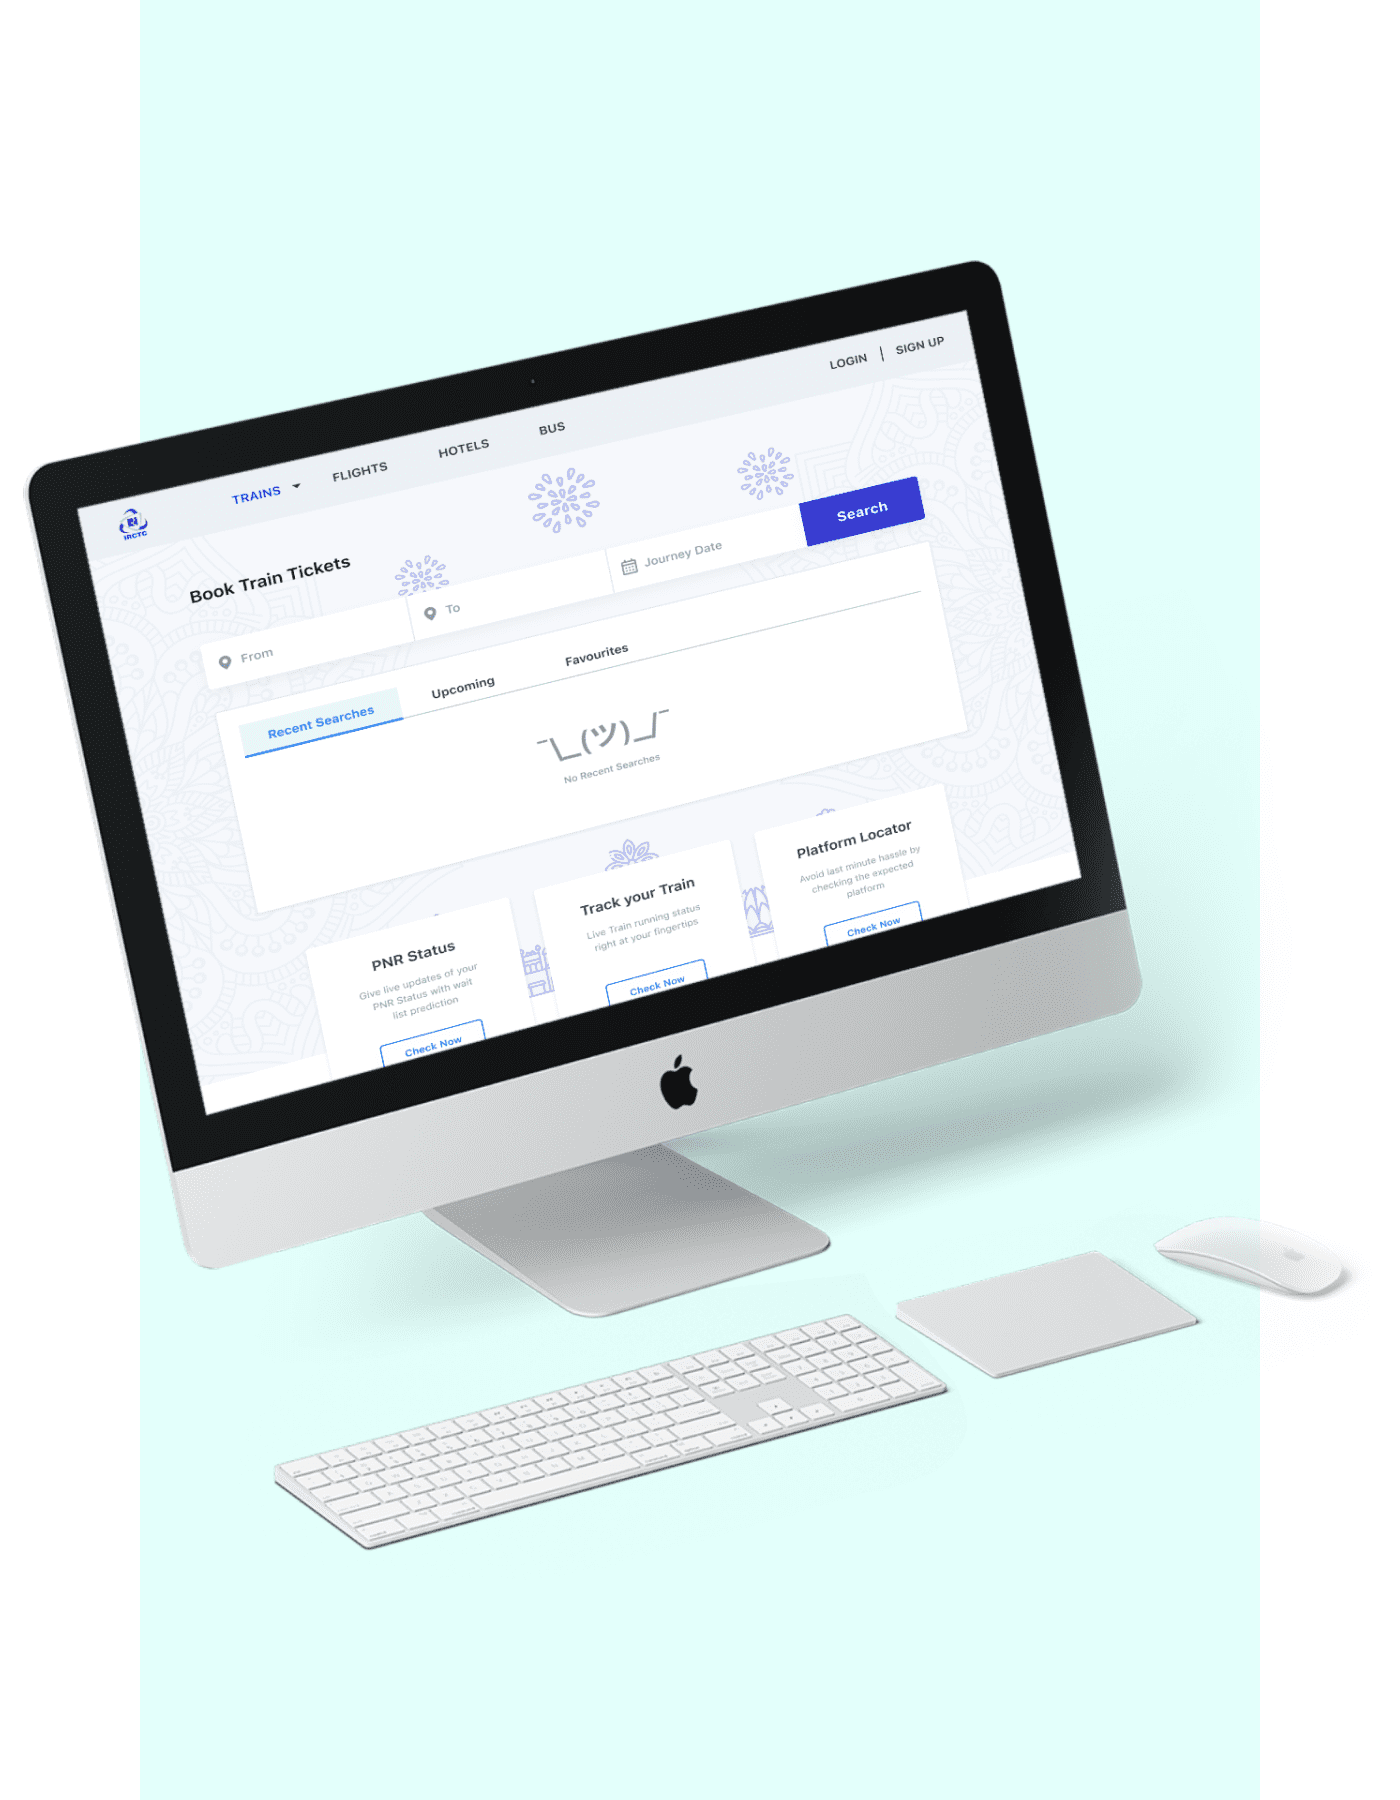 LOGIN | SIGN UP
TRAINS
FLIGHTS
HOTELS
BUS
IRCTC
Book Train Tickets
From
To
Journey Date
Search
Recent Searches
Upcoming
Favourites
¯\_(ツ)_/¯
No Recent Searches
PNR Status
Give live updates of your
PNR Status with wait
list prediction
Check Now
Track your Train
Live Train running status
right at your fingertips
Check Now
Platform Locator
Avoid last minute hassle by
checking the expected
platform
Check Now